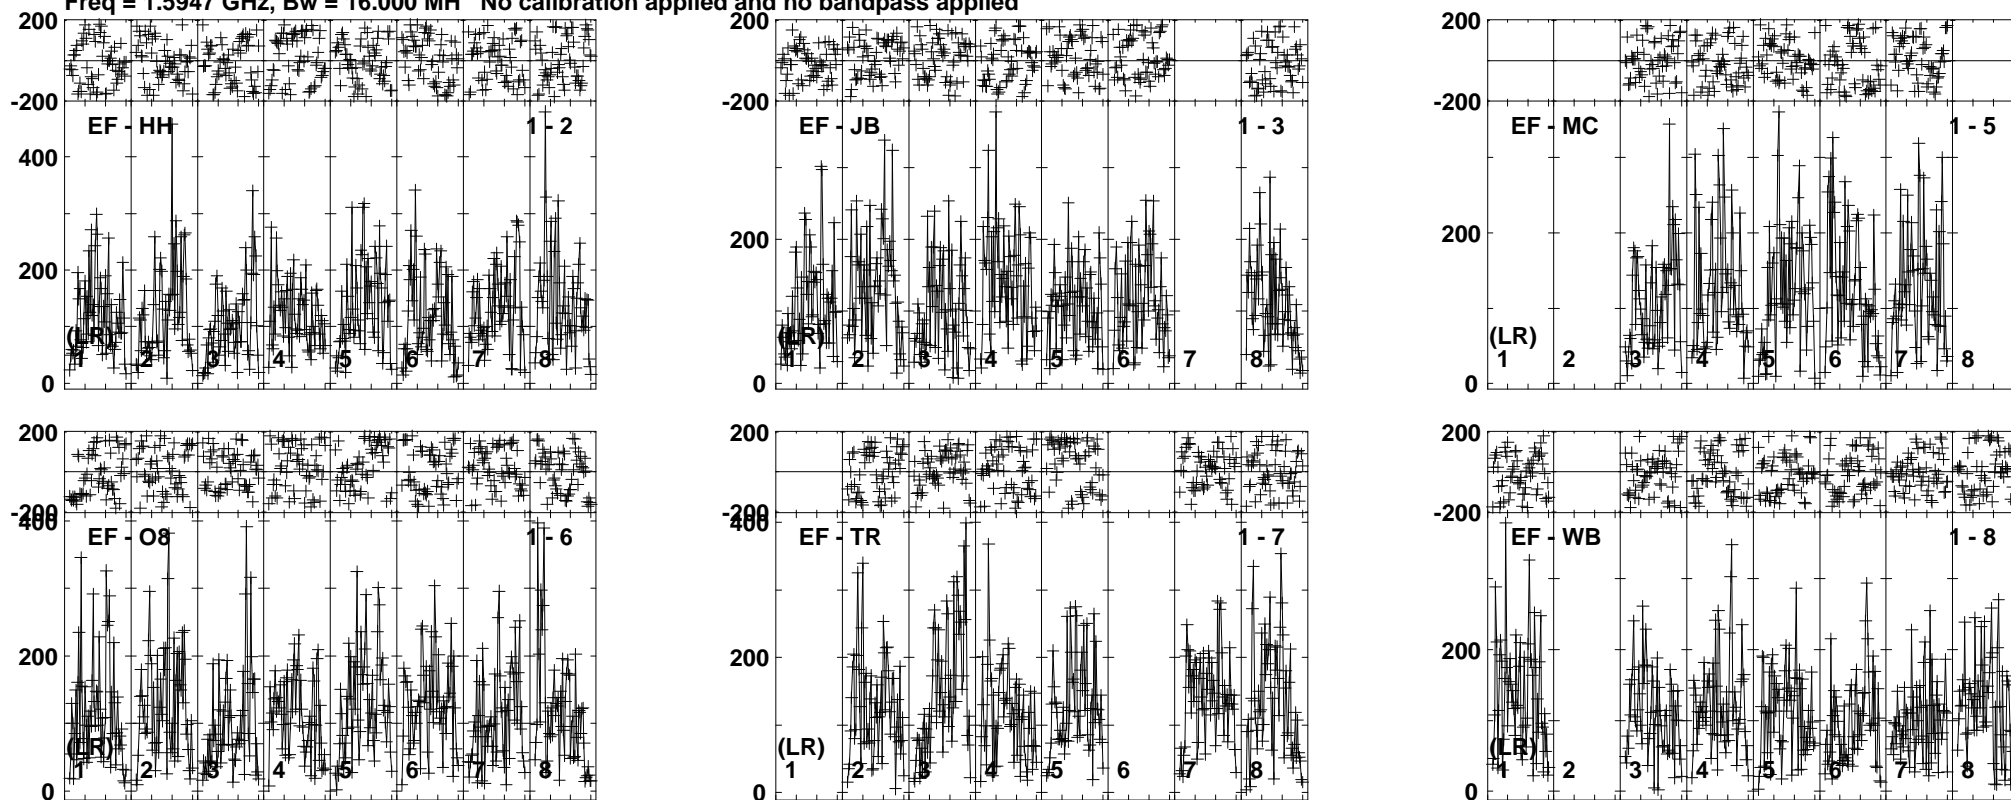 Freq = 1.5947 GHz, Bw = 16.000 MH No calibration applied and no bandpass applied
200
-200
EF - HH 1 - 2
400
200
(LR)
1 2 3 4 5 6 7 8
0
200
-200
EF - JB 1 - 3
200
(LR)
1 2 3 4 5 6 7 8
0
200
-200
EF - MC 1 - 5
200
(LR)
1 2 3 4 5 6 7 8
0
200
-200
400
EF - O8 1 - 6
200
(LR)
1 2 3 4 5 6 7 8
0
200
-200
400
EF - TR 1 - 7
200
(LR)
1 2 3 4 5 6 7 8
0
200
-200
EF - WB 1 - 8
200
(LR)
1 2 3 4 5 6 7 8
0